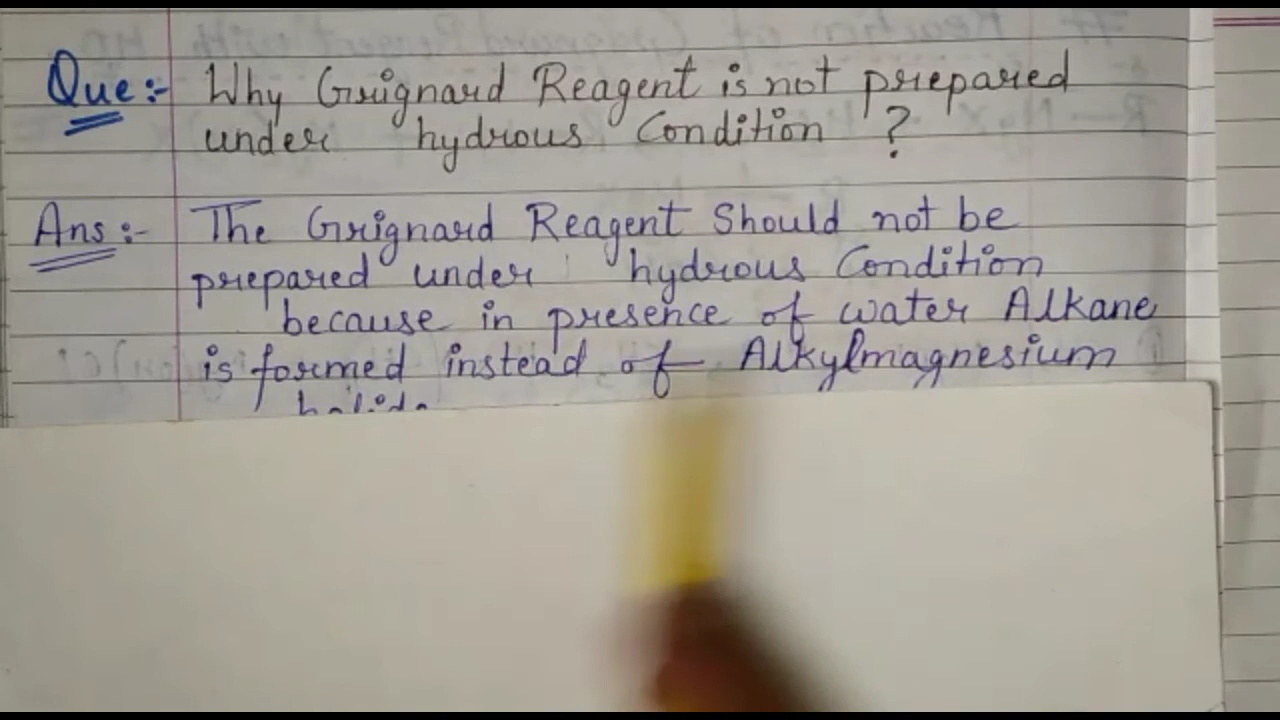 Que:- Why Grignard Reagent is not prepared
under hydrous Condition ?
Ans:- The Grignard Reagent Should not be
prepared under hydrous Condition
because in presence of water Alkane
is formed instead of Alkylmagnesium